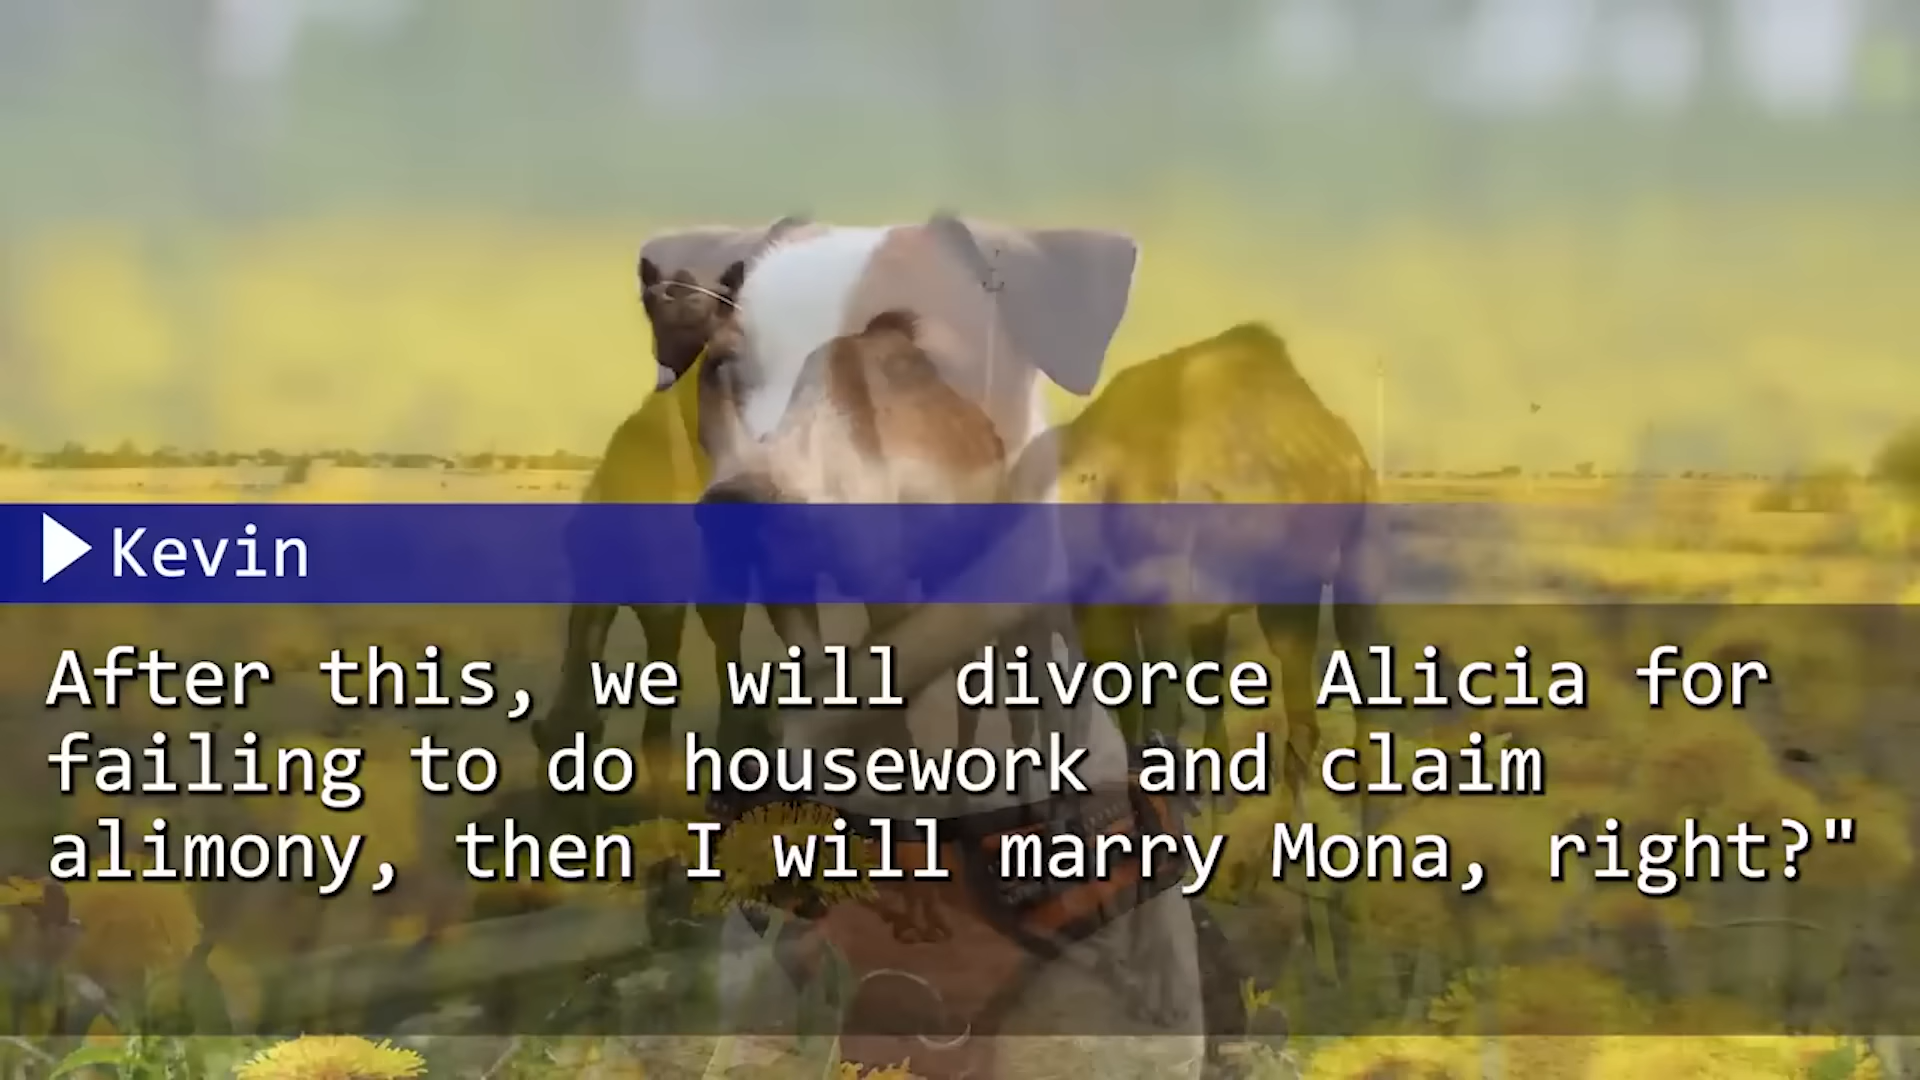 Kevin
After this, we will divorce Alicia for
failing to do housework and claim
alimony, then I will marry Mona, right?"